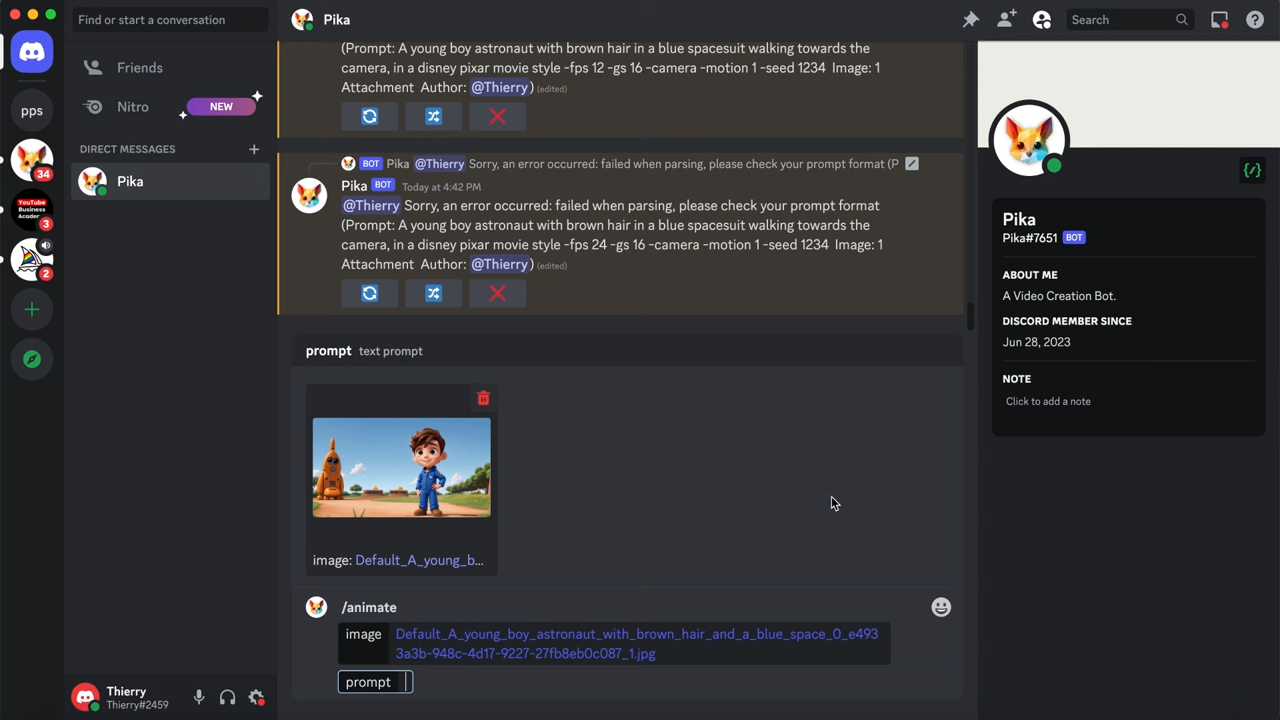 Find or start a conversation
Friends
Nitro
NEW
DIRECT MESSAGES
Pika
pps
34
YouTube
Business
3
2
Thierry
Thierry#2459
Pika
Search
(Prompt: A young boy astronaut with brown hair in a blue spacesuit walking towards the
camera, in a disney pixar movie style -fps 12 -gs 16 -camera -motion 1 -seed 1234 Image: 1
Attachment Author: @Thierry) (edited)
BOT Pika @Thierry Sorry, an error occurred: failed when parsing, please check your prompt format (P
Pika BOT Today at 4:42 PM
@Thierry Sorry, an error occurred: failed when parsing, please check your prompt format
(Prompt: A young boy astronaut with brown hair in a blue spacesuit walking towards the
camera, in a disney pixar movie style -fps 24 -gs 16 -camera -motion 1 -seed 1234 Image: 1
Attachment Author: @Thierry) (edited)
prompt text prompt
image: Default_A_young_b...
/animate
image Default_A_young_boy_astronaut_with_brown_hair_and_a_blue_space_0_e493
3a3b-948c-4d17-9227-27fb8eb0c087_1.jpg
prompt
Pika
Pika#7651 BOT
ABOUT ME
A Video Creation Bot.
DISCORD MEMBER SINCE
Jun 28, 2023
NOTE
Click to add a note